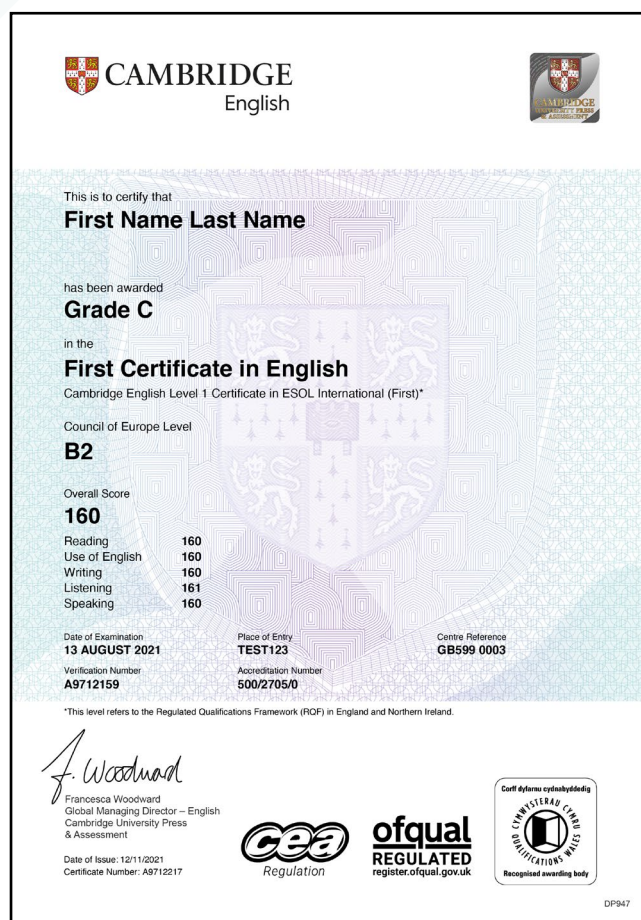 CAMBRIDGE
English
CAMBRIDGE
UNIVERSITY PRESS
& ASSESSMENT
This is to certify that
First Name Last Name
has been awarded
Grade C
in the
First Certificate in English
Cambridge English Level 1 Certificate in ESOL International (First)*
Council of Europe Level
B2
Overall Score
160
Reading 160
Use of English 160
Writing 160
Listening 161
Speaking 160
Date of Examination Place of Entry Centre Reference
13 AUGUST 2021 TEST123 GB599 0003
Verification Number Accreditation Number
A9712159 500/2705/0
*This level refers to the Regulated Qualifications Framework (RQF) in England and Northern Ireland.
F. Woodward
Francesca Woodward
Global Managing Director – English
Cambridge University Press
& Assessment
Date of Issue: 12/11/2021
Certificate Number: A9712217
cea
Regulation
ofqual
REGULATED
register.ofqual.gov.uk
Corff dyfarnu cydnabyddedig
CYMWYSTERAU CYMRU
QUALIFICATIONS WALES
Recognised awarding body
DP947